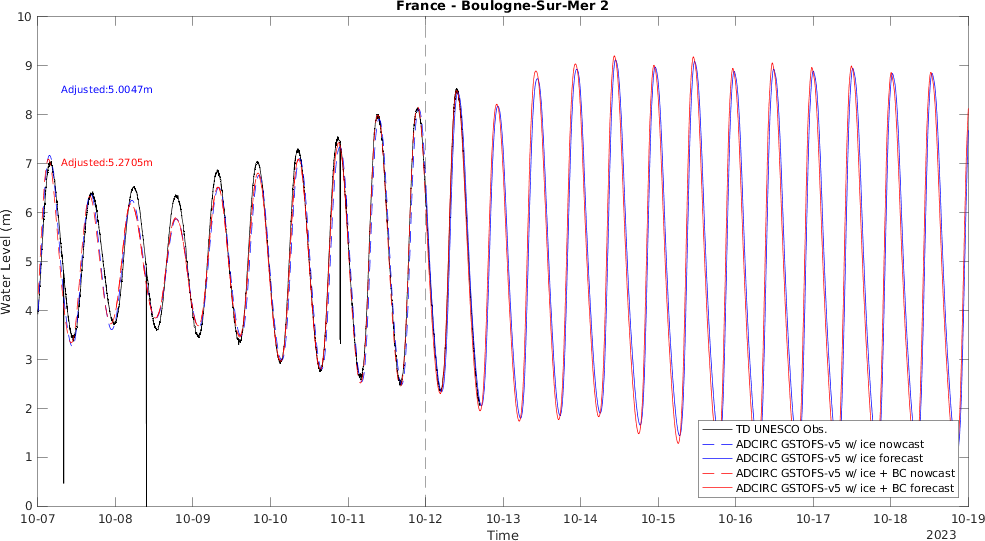 France - Boulogne-Sur-Mer 2
10
9
8
7
6
5
4
3
2
1
0
Water Level (m)
Adjusted:5.0047m
Adjusted:5.2705m
TD UNESCO Obs.
ADCIRC GSTOFS-v5 w/ ice nowcast
ADCIRC GSTOFS-v5 w/ ice forecast
ADCIRC GSTOFS-v5 w/ ice + BC nowcast
ADCIRC GSTOFS-v5 w/ ice + BC forecast
10-07 10-08 10-09 10-10 10-11 10-12 10-13 10-14 10-15 10-16 10-17 10-18 10-19
Time
2023